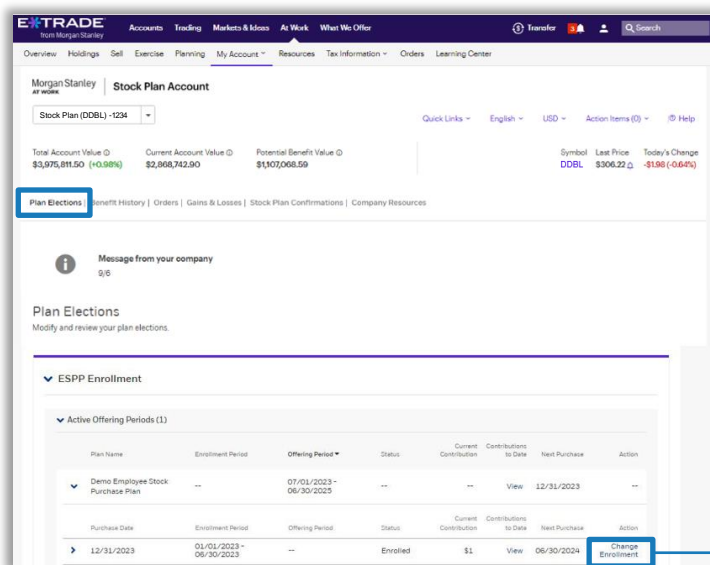 E*TRADE Accounts Trading Markets & Ideas At Work What We Offer Transfer 3 Search
from Morgan Stanley
Overview Holdings Sell Exercise Planning My Account Resources Tax Information Orders Learning Center
Morgan Stanley
AT WORK
Stock Plan Account
Stock Plan (DDBL) -1234
Quick Links English USD Action Items (0) Help
Total Account Value Current Account Value Potential Benefit Value Symbol Last Price Today's Change
$3,975,811.50 (+0.98%) $2,868,742.90 $1,107,068.59 DDBL $306.22 -$1.98 (-0.64%)
Plan Elections | Benefit History | Orders | Gains & Losses | Stock Plan Confirmations | Company Resources
Message from your company
9/6
Plan Elections
Modify and review your plan elections.
ESPP Enrollment
Active Offering Periods (1)
Plan Name Enrollment Period Offering Period Status Current Contribution Contributions to Date Next Purchase Action
Demo Employee Stock Purchase Plan -- 07/01/2023 - 06/30/2025 -- -- View 12/31/2023 --
Purchase Date Enrollment Period Offering Period Status Current Contribution Contributions to Date Next Purchase Action
12/31/2023 01/01/2023 - 06/30/2023 -- Enrolled $1 View 06/30/2024 Change Enrollment